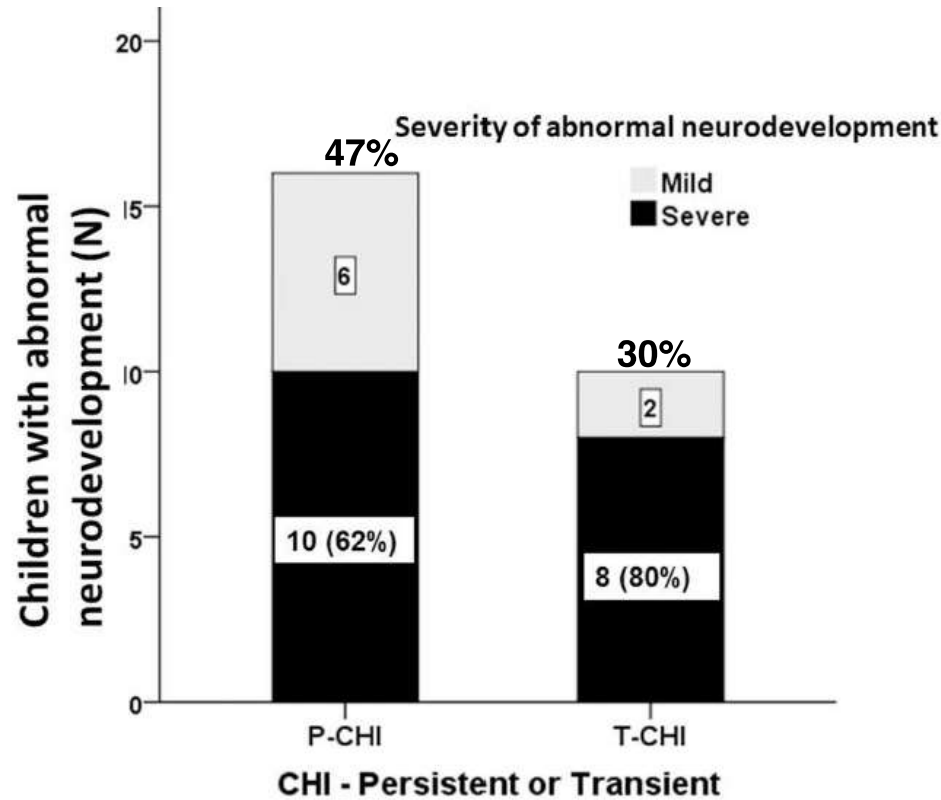 Children with abnormal
neurodevelopment (N)
20
15
10
5
0
Severity of abnormal neurodevelopment
Mild
Severe
47%
6
10 (62%)
30%
2
8 (80%)
P-CHI
T-CHI
CHI - Persistent or Transient